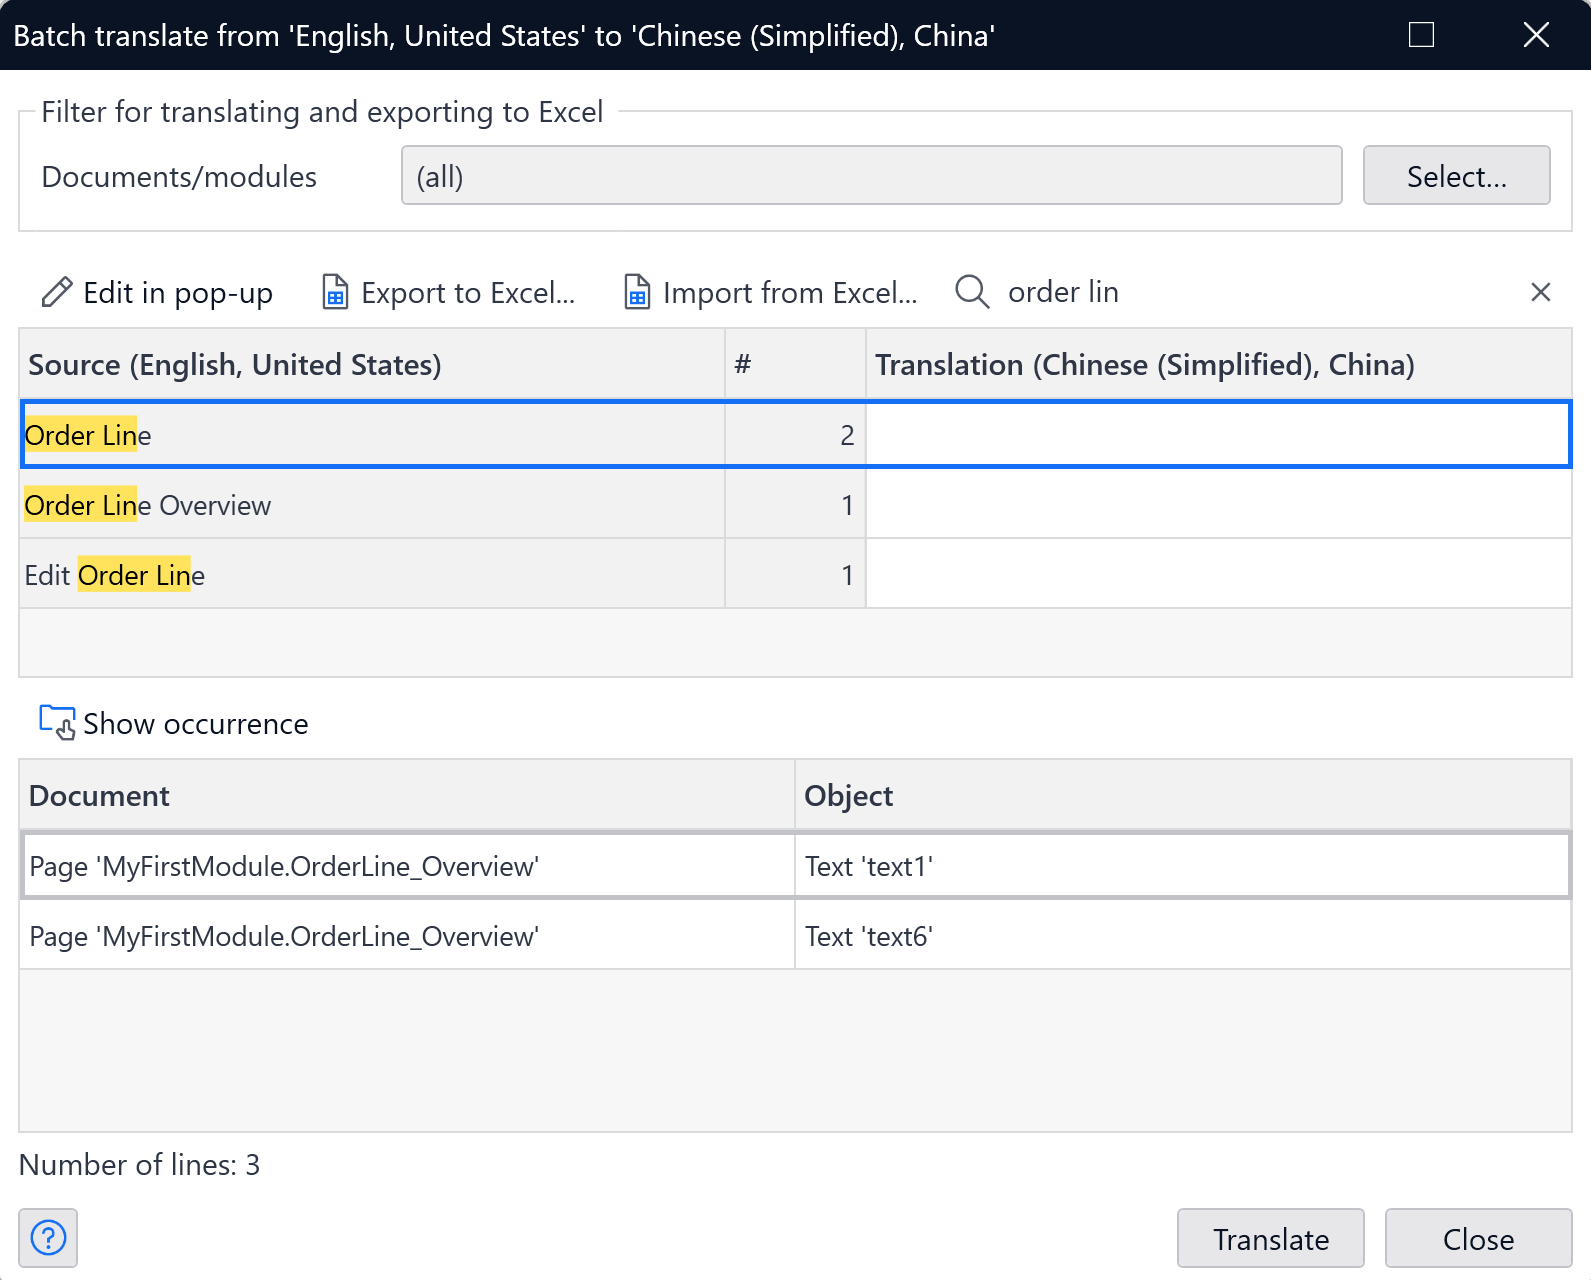 Batch translate from 'English, United States' to 'Chinese (Simplified), China'
Filter for translating and exporting to Excel
Documents/modules (all) Select...
Edit in pop-up Export to Excel... Import from Excel... order lin
Source (English, United States) # Translation (Chinese (Simplified), China)
Order Line 2
Order Line Overview 1
Edit Order Line 1
Show occurrence
Document Object
Page 'MyFirstModule.OrderLine_Overview' Text 'text1'
Page 'MyFirstModule.OrderLine_Overview' Text 'text6'
Number of lines: 3
? Translate Close